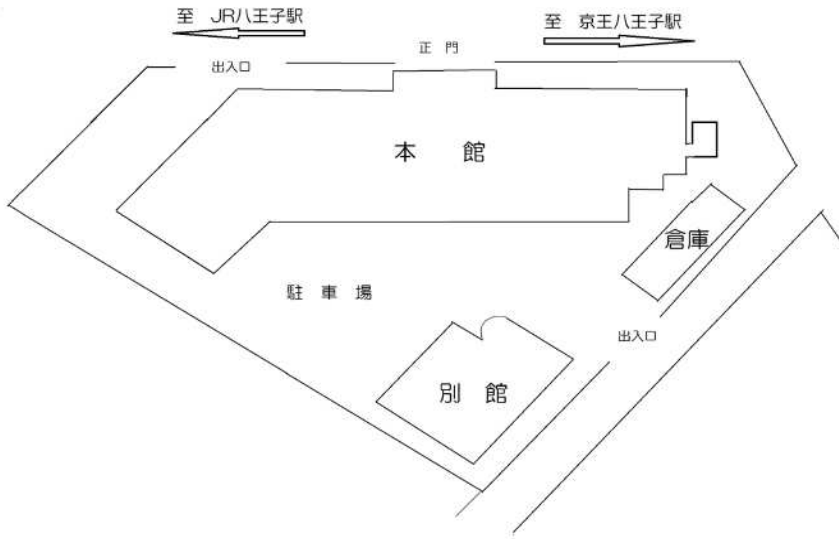 至 JR八王子駅
至 京王八王子駅
正 門
出入口
本 館
倉庫
駐 車 場
出入口
別 館